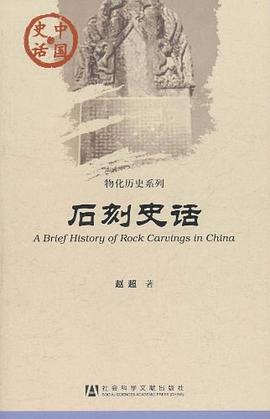 中国
史话
物化历史系列
石刻史话
A Brief History of Rock Carvings in China
赵超 著
社会科学文献出版社
SOCIAL SCIENCES ACADEMIC PRESS (CHINA)